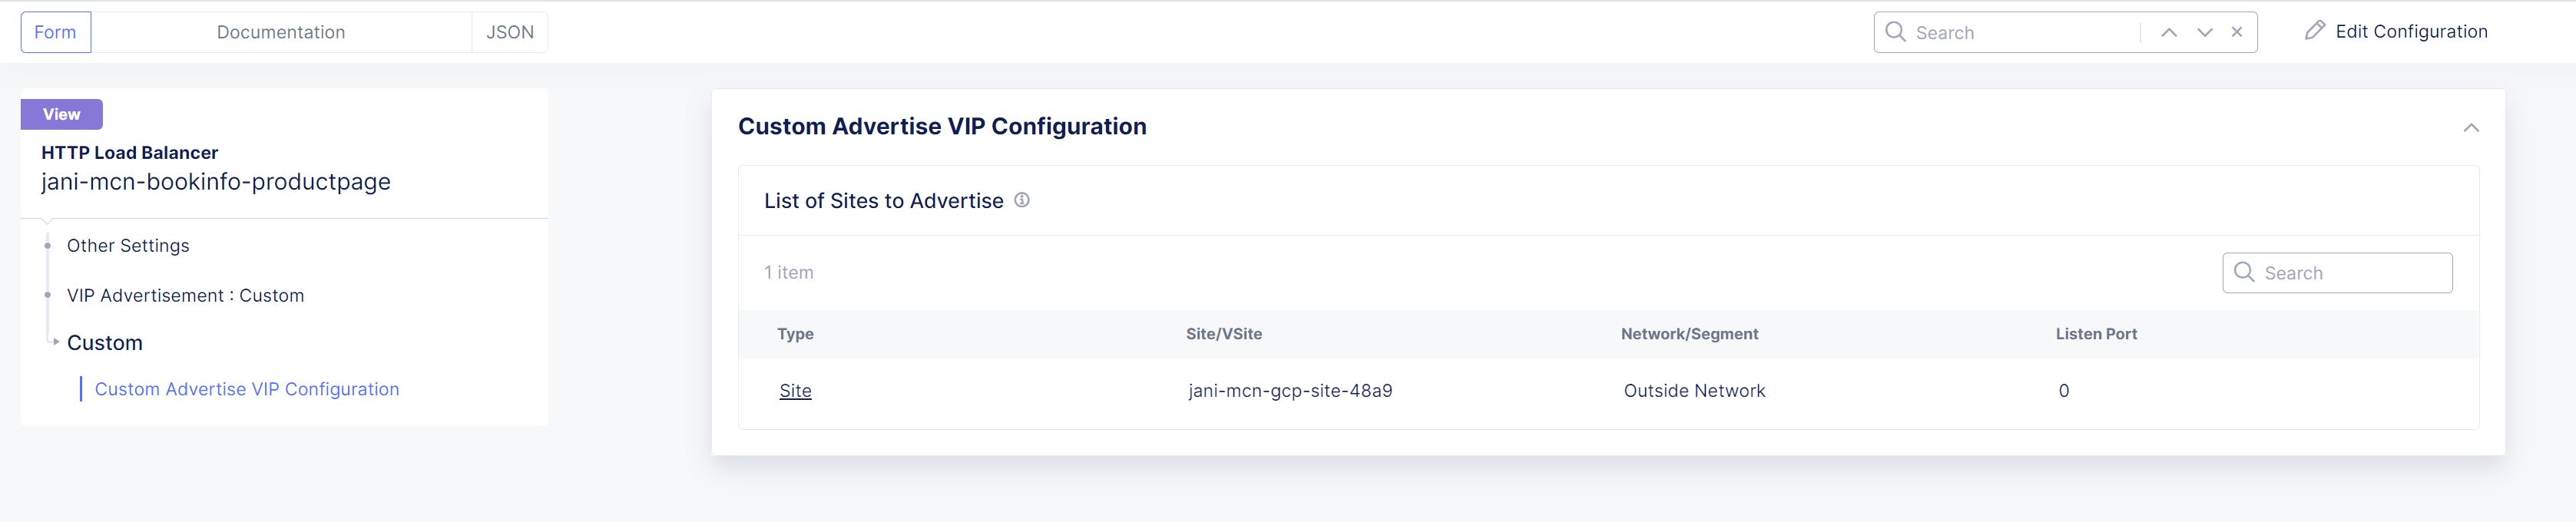 Form Documentation JSON Search Edit Configuration
View
HTTP Load Balancer
jani-mcn-bookinfo-productpage
Other Settings
VIP Advertisement : Custom
Custom
Custom Advertise VIP Configuration
Custom Advertise VIP Configuration
List of Sites to Advertise
1 item Search
Type Site/VSite Network/Segment Listen Port
Site jani-mcn-gcp-site-48a9 Outside Network 0